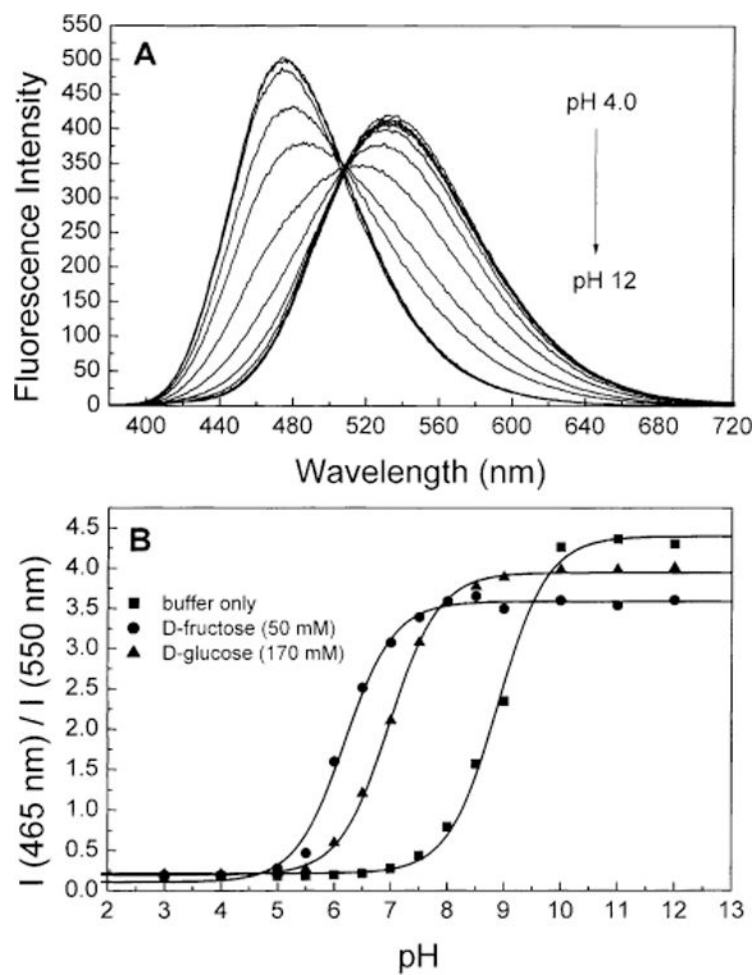 A
550
500
450
400
350
300
250
200
150
100
50
0
Fluorescence Intensity
pH 4.0
pH 12
400 440 480 520 560 600 640 680 720
Wavelength (nm)
B
4.5
4.0
3.5
3.0
2.5
2.0
1.5
1.0
0.5
0.0
I (465 nm) / I (550 nm)
buffer only
D-fructose (50 mM)
D-glucose (170 mM)
2 3 4 5 6 7 8 9 10 11 12 13
pH